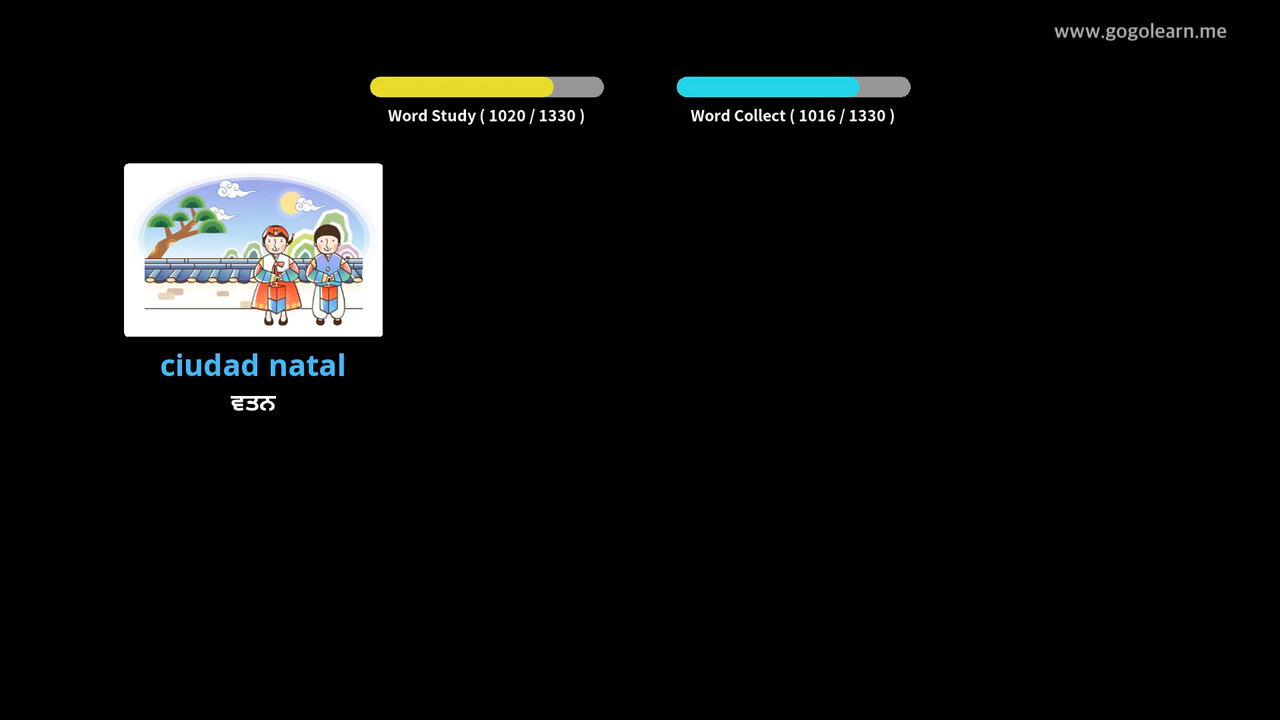 www.gogolearn.me
Word Study ( 1020 / 1330 )
Word Collect ( 1016 / 1330 )
ciudad natal
ਵਤਨ